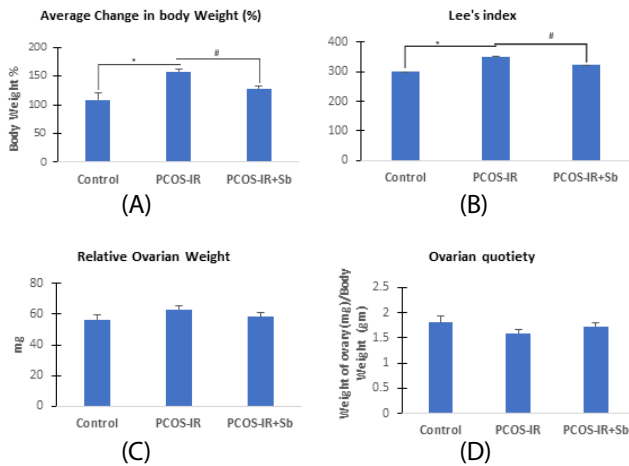 Average Change in body Weight (%)
Body Weight %
200
150
100
50
0
*
#
Control PCOS-IR PCOS-IR+Sb
(A)
Lee's index
400
300
200
100
0
*
#
Control PCOS-IR PCOS-IR+Sb
(B)
Relative Ovarian Weight
mg
80
60
40
20
0
Control PCOS-IR PCOS-IR+Sb
(C)
Ovarian quotiety
Weight of ovary (mg)/Body
Weight (gm)
2.5
2
1.5
1
0.5
0
Control PCOS-IR PCOS-IR+Sb
(D)